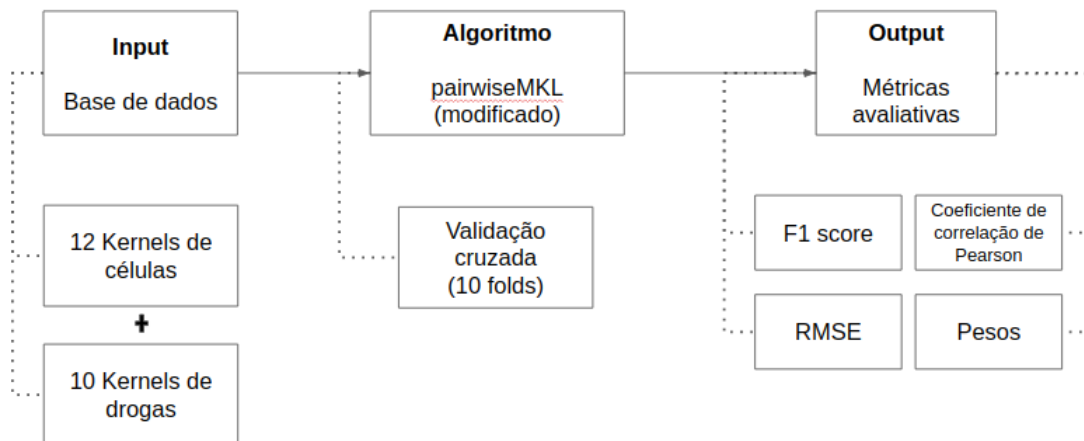 Input
Base de dados
Algoritmo
pairwiseMKL
(modificado)
Output
Métricas
avaliativas
12 Kernels de
células
+
10 Kernels de
drogas
Validação
cruzada
(10 folds)
F1 score
Coeficiente de
correlação de
Pearson
RMSE
Pesos